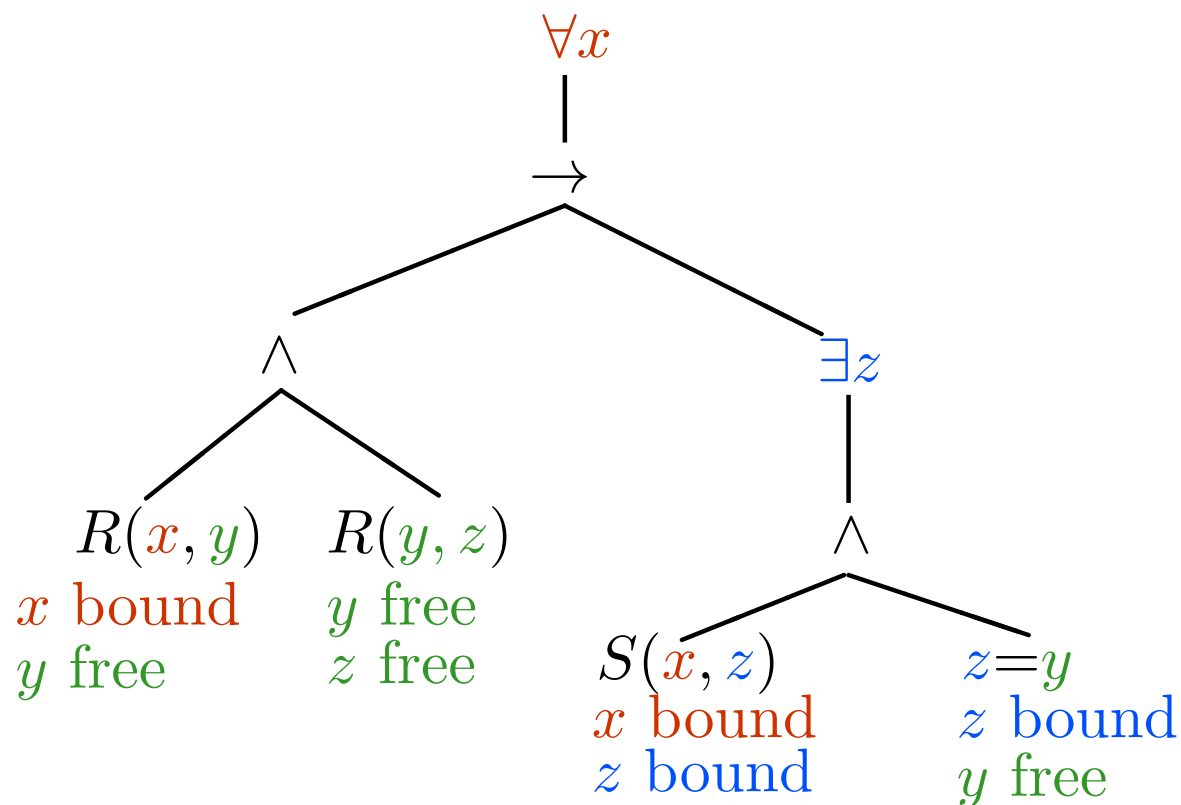 ∀x
→
∧
∃z
R(x, y)
x bound
y free
R(y, z)
y free
z free
∧
S(x, z)
x bound
z bound
z=y
z bound
y free